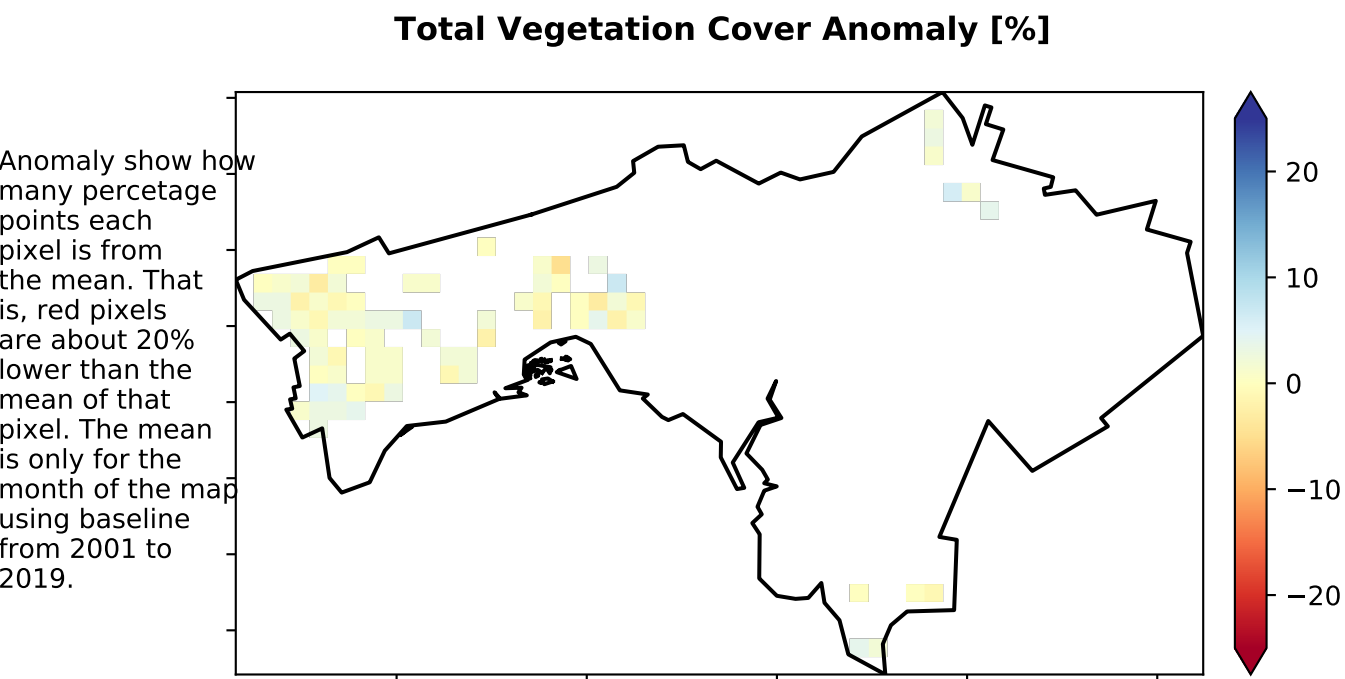 Total Vegetation Cover Anomaly [%]
Anomaly show how
many percetage
points each
pixel is from
the mean. That
is, red pixels
are about 20%
lower than the
mean of that
pixel. The mean
is only for the
month of the map
using baseline
from 2001 to
2019.
20
10
0
−10
−20